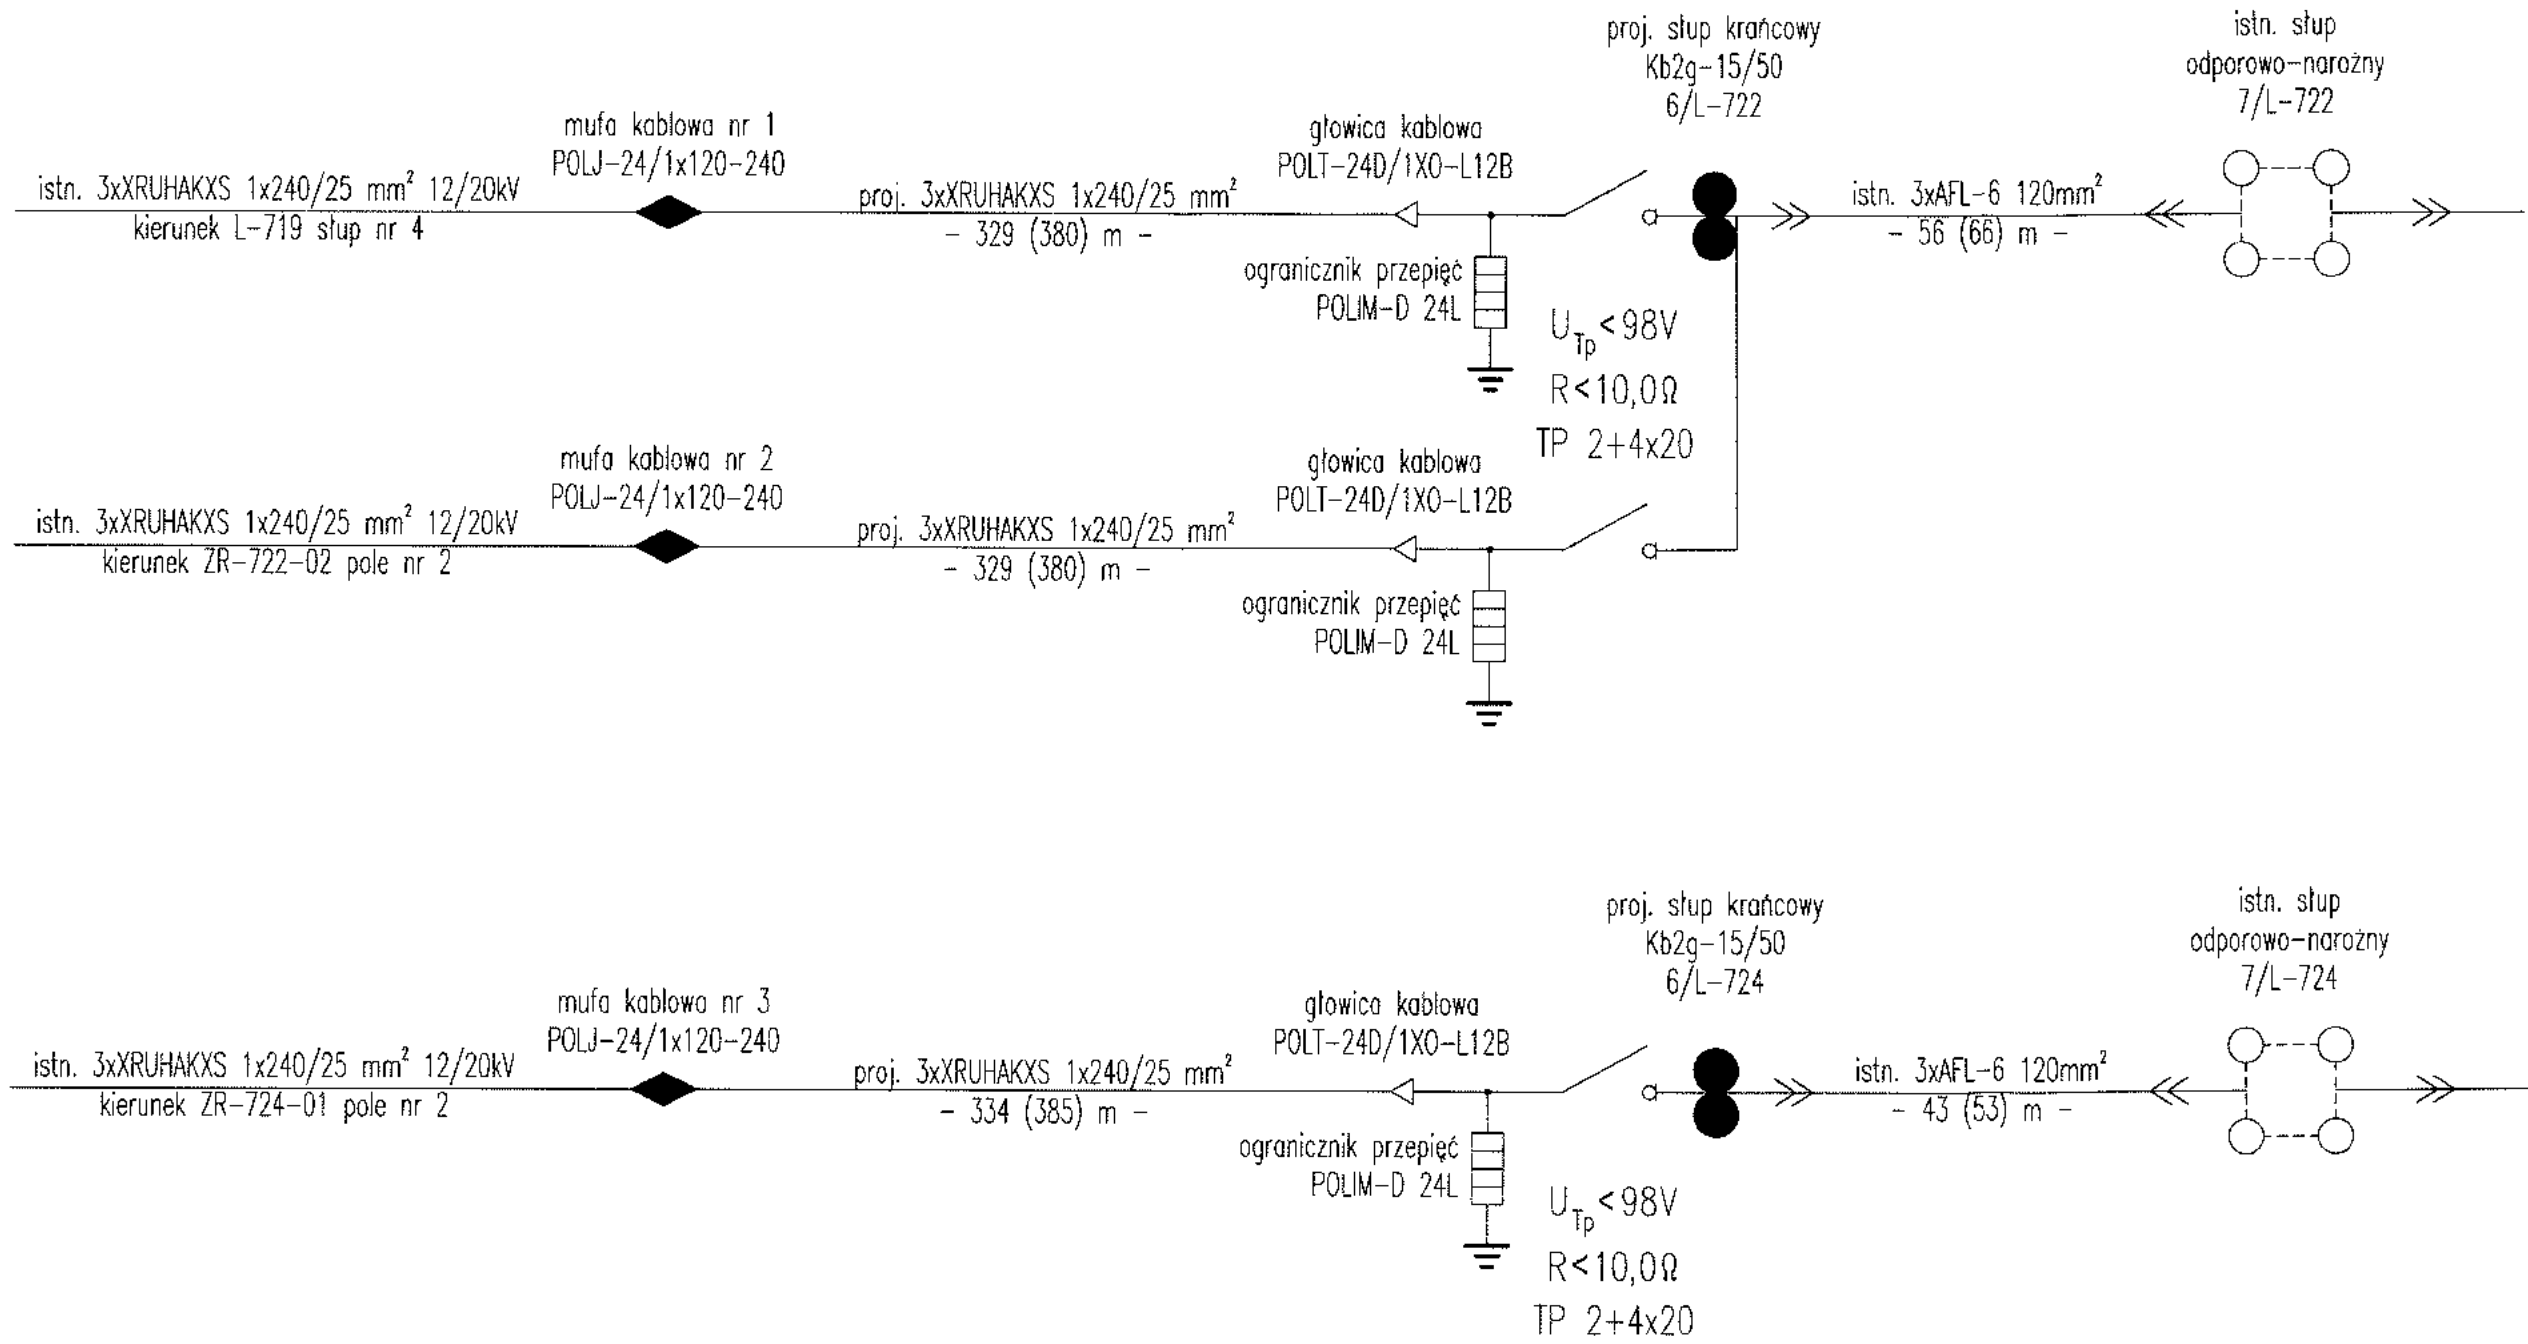 proj. słup krańcowy
Kb2g-15/50
6/L-722
istn. słup
odporowo-narożny
7/L-722
mufa kablowa nr 1
POLJ-24/1x120-240
głowica kablowa
POLT-24D/1XO-L12B
istn. 3xXRUHAKXS 1x240/25 mm² 12/20kV
kierunek L-719 słup nr 4
proj. 3xXRUHAKXS 1x240/25 mm²
- 329 (380) m -
istn. 3xAFL-6 120mm²
- 56 (66) m -
ogranicznik przepięć
POLIM-D 24L
U_Tp <98V
R<10,0Ω
TP 2+4x20
mufa kablowa nr 2
POLJ-24/1x120-240
głowica kablowa
POLT-24D/1XO-L12B
istn. 3xXRUHAKXS 1x240/25 mm² 12/20kV
kierunek ZR-722-02 pole nr 2
proj. 3xXRUHAKXS 1x240/25 mm²
- 329 (380) m -
ogranicznik przepięć
POLIM-D 24L
proj. słup krańcowy
Kb2g-15/50
6/L-724
istn. słup
odporowo-narożny
7/L-724
mufa kablowa nr 3
POLJ-24/1x120-240
głowica kablowa
POLT-24D/1XO-L12B
istn. 3xXRUHAKXS 1x240/25 mm² 12/20kV
kierunek ZR-724-01 pole nr 2
proj. 3xXRUHAKXS 1x240/25 mm²
- 334 (385) m -
istn. 3xAFL-6 120mm²
- 43 (53) m -
ogranicznik przepięć
POLIM-D 24L
U_Tp <98V
R<10,0Ω
TP 2+4x20